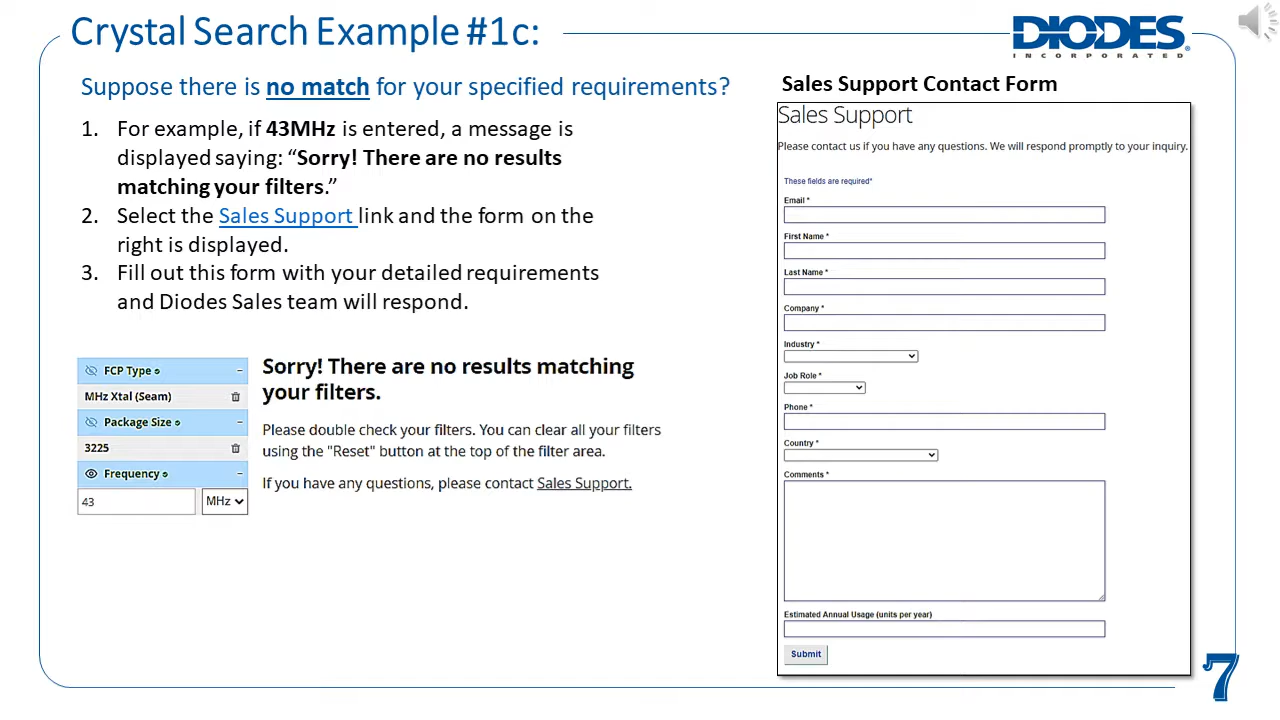 Crystal Search Example #1c:
DIODES
INCORPORATED
Suppose there is no match for your specified requirements?
1. For example, if 43MHz is entered, a message is
displayed saying: “Sorry! There are no results
matching your filters.”
2. Select the Sales Support link and the form on the
right is displayed.
3. Fill out this form with your detailed requirements
and Diodes Sales team will respond.
FCP Type
MHz Xtal (Seam)
Package Size
3225
Frequency
43
MHz
Sorry! There are no results matching
your filters.
Please double check your filters. You can clear all your filters
using the "Reset" button at the top of the filter area.
If you have any questions, please contact Sales Support.
Sales Support Contact Form
Sales Support
Please contact us if you have any questions. We will respond promptly to your inquiry.
These fields are required*
Email *
First Name *
Last Name *
Company *
Industry *
Job Role *
Phone *
Country *
Comments *
Estimated Annual Usage (units per year)
Submit
7